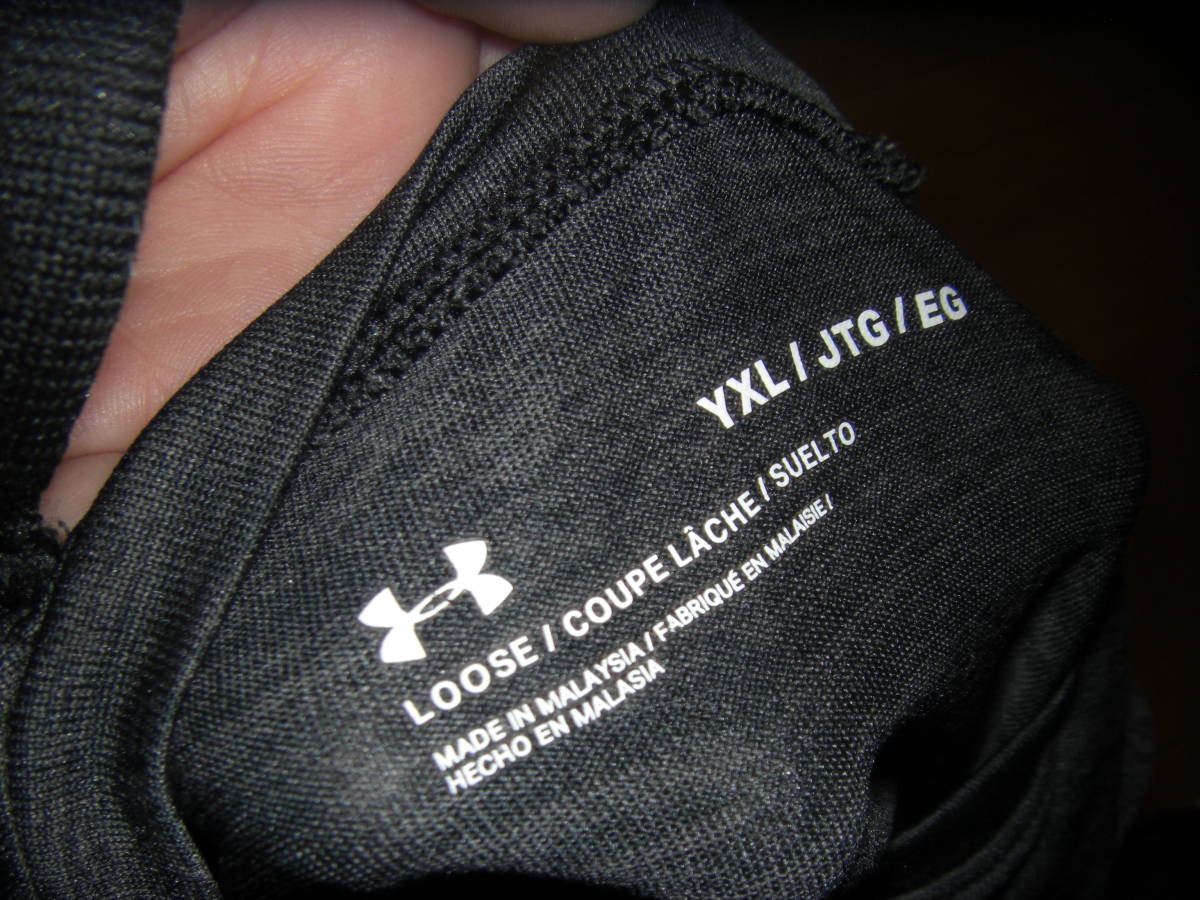 YXL / JTG / EG
LOOSE / COUPE LÂCHE / SUELTO
MADE IN MALAYSIA / FABRIQUÉ EN MALAISIE /
HECHO EN MALASIA